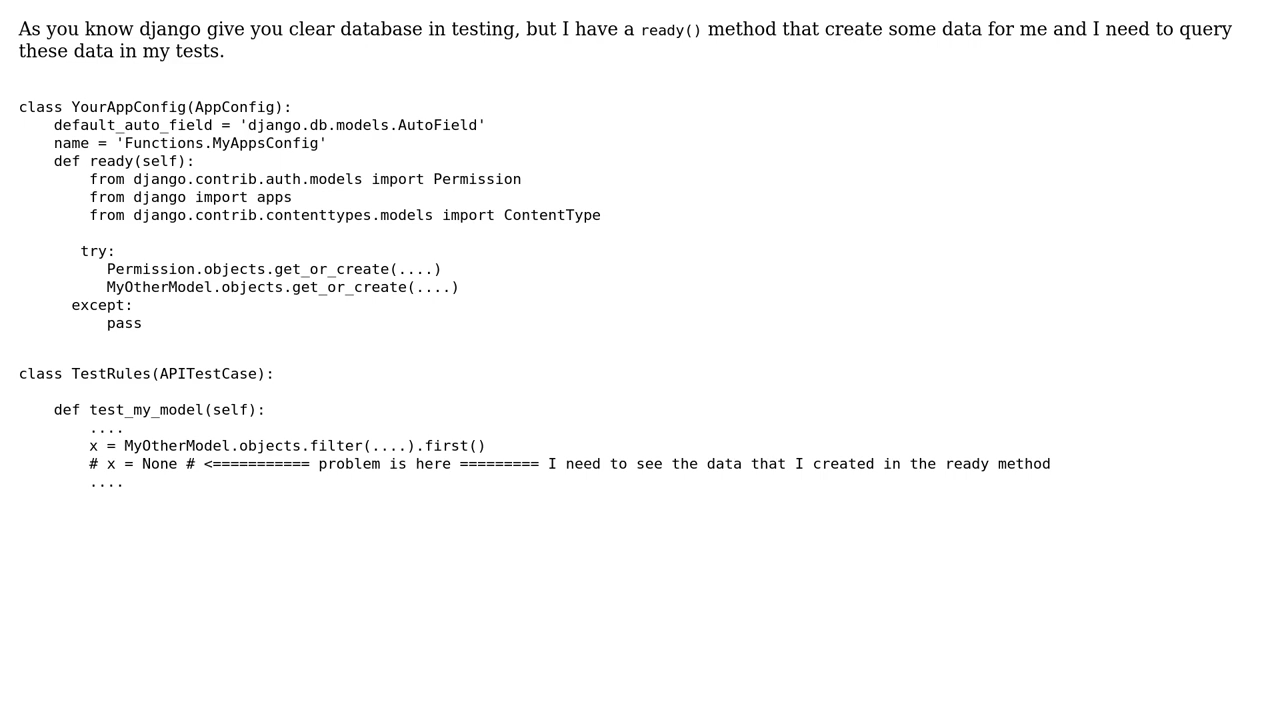 As you know django give you clear database in testing, but I have a ready() method that create some data for me and I need to query
these data in my tests.
class YourAppConfig(AppConfig):
    default_auto_field = 'django.db.models.AutoField'
    name = 'Functions.MyAppsConfig'
    def ready(self):
        from django.contrib.auth.models import Permission
        from django import apps
        from django.contrib.contenttypes.models import ContentType
       try:
          Permission.objects.get_or_create(....)
          MyOtherModel.objects.get_or_create(....)
      except:
          pass
class TestRules(APITestCase):
    def test_my_model(self):
        ....
        x = MyOtherModel.objects.filter(....).first()
        # x = None # <=========== problem is here ========= I need to see the data that I created in the ready method
        ....